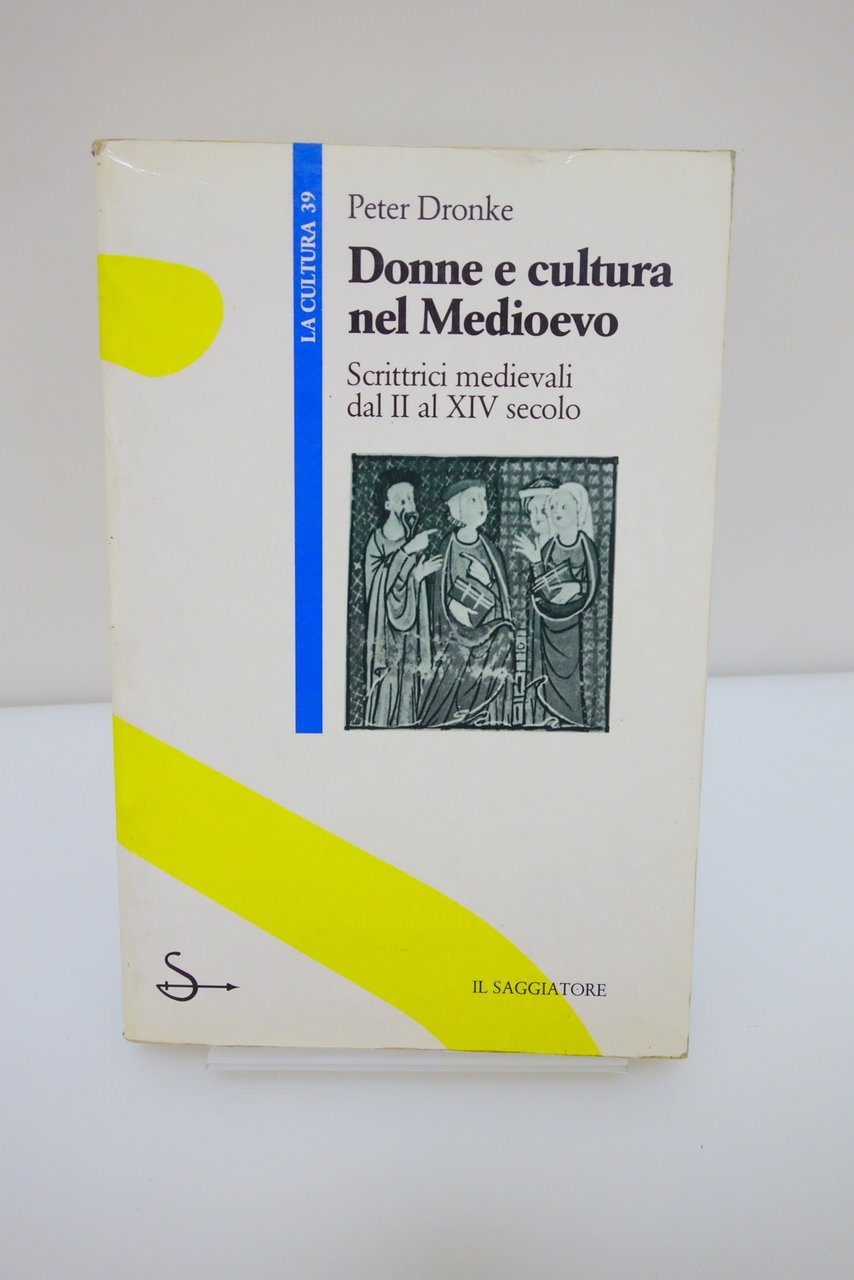 LA CULTURA 39
Peter Dronke
Donne e cultura
nel Medioevo
Scrittrici medievali
dal II al XIV secolo
S
IL SAGGIATORE